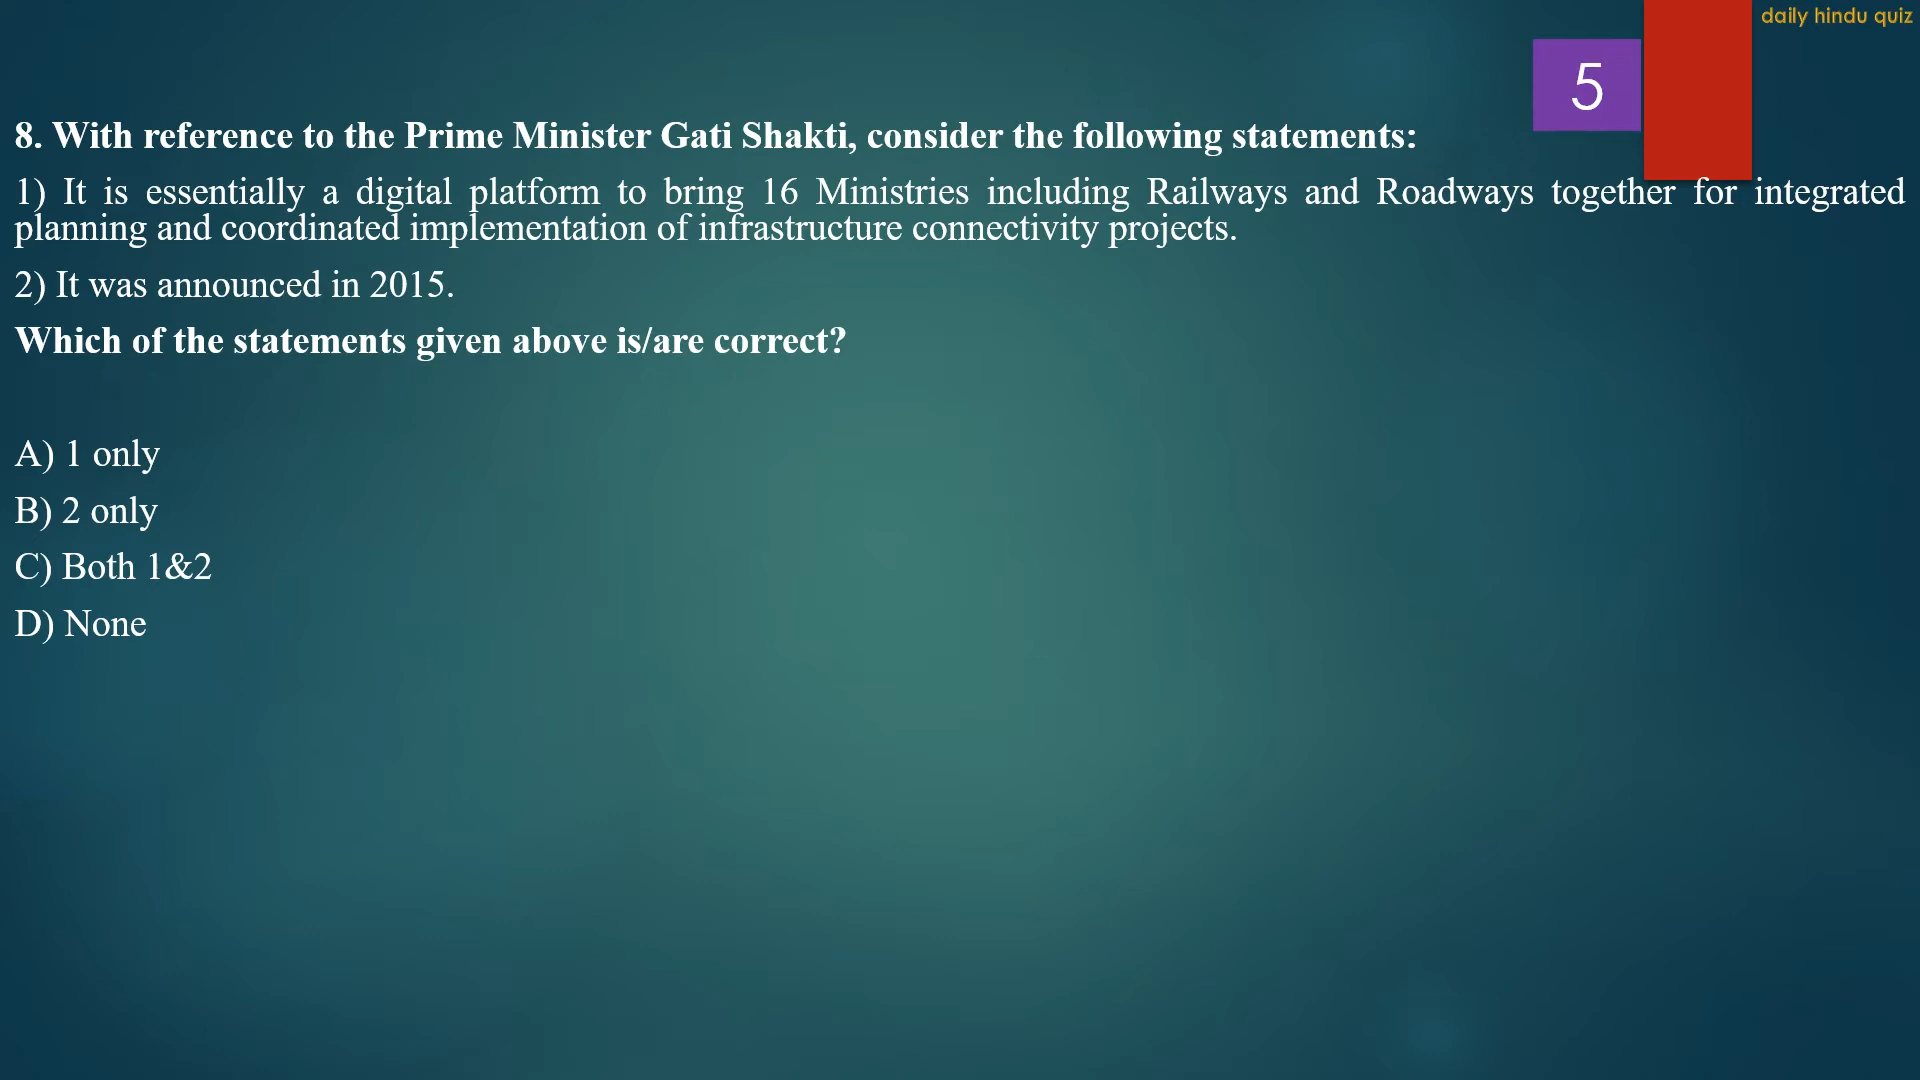 daily hindu quiz
5
8. With reference to the Prime Minister Gati Shakti, consider the following statements:
1) It is essentially a digital platform to bring 16 Ministries including Railways and Roadways together for integrated
planning and coordinated implementation of infrastructure connectivity projects.
2) It was announced in 2015.
Which of the statements given above is/are correct?
A) 1 only
B) 2 only
C) Both 1&2
D) None